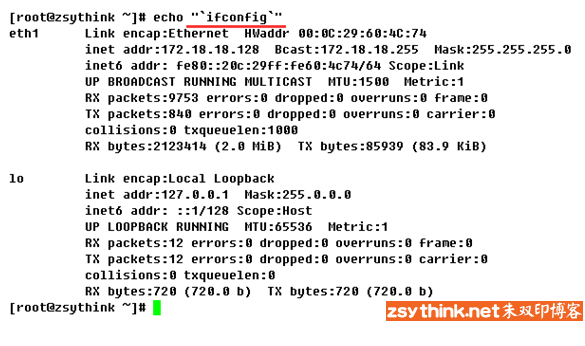 [root@zsythink ~]# echo "`ifconfig`"
eth1      Link encap:Ethernet  HWaddr 00:0C:29:60:4C:74
          inet addr:172.18.18.128  Bcast:172.18.18.255  Mask:255.255.255.0
          inet6 addr: fe80::20c:29ff:fe60:4c74/64 Scope:Link
          UP BROADCAST RUNNING MULTICAST  MTU:1500  Metric:1
          RX packets:9753 errors:0 dropped:0 overruns:0 frame:0
          TX packets:840 errors:0 dropped:0 overruns:0 carrier:0
          collisions:0 txqueuelen:1000
          RX bytes:2123414 (2.0 MiB)  TX bytes:85939 (83.9 KiB)

lo        Link encap:Local Loopback
          inet addr:127.0.0.1  Mask:255.0.0.0
          inet6 addr: ::1/128 Scope:Host
          UP LOOPBACK RUNNING  MTU:65536  Metric:1
          RX packets:12 errors:0 dropped:0 overruns:0 frame:0
          TX packets:12 errors:0 dropped:0 overruns:0 carrier:0
          collisions:0 txqueuelen:0
          RX bytes:720 (720.0 b)  TX bytes:720 (720.0 b)
[root@zsythink ~]#
zsythink.net朱双印博客